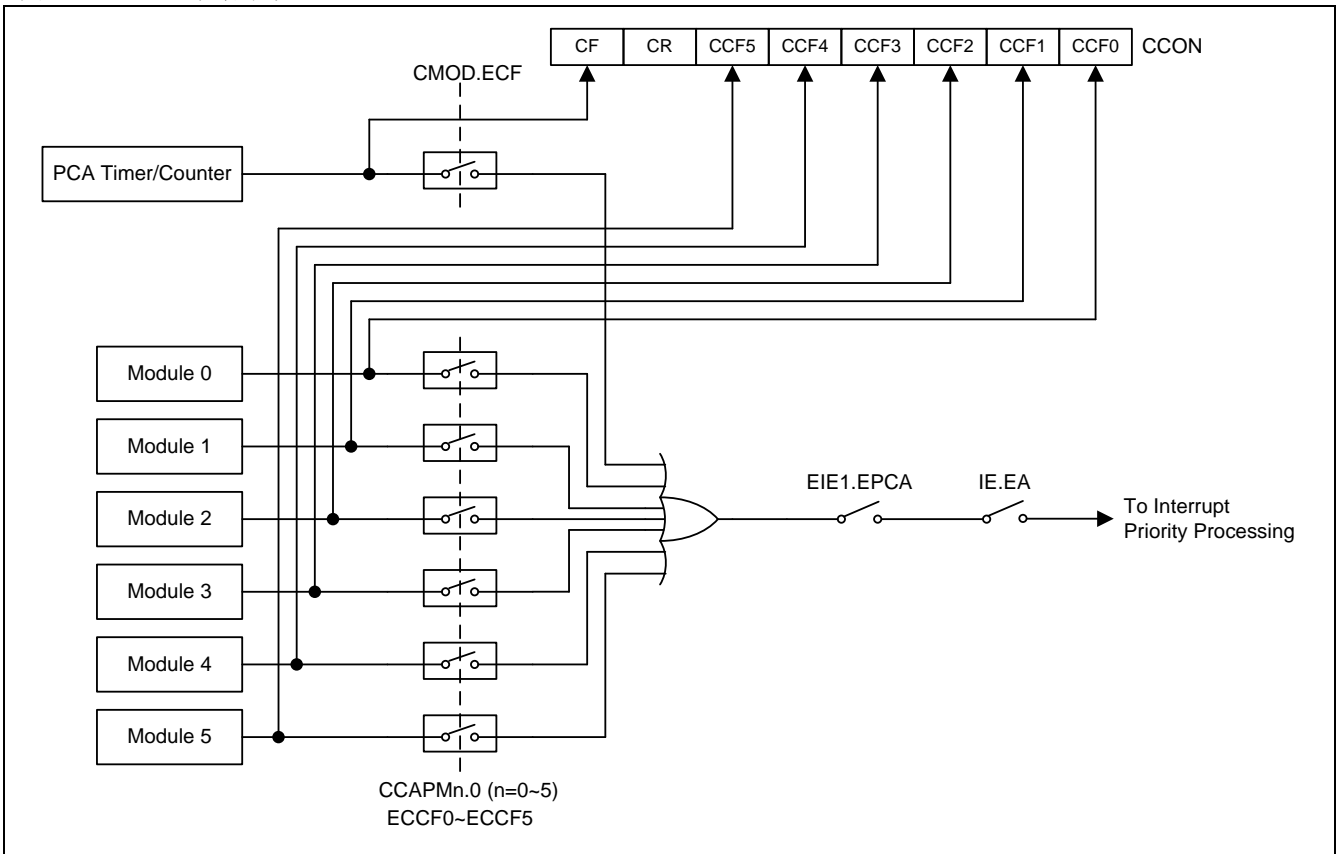 CF CR CCF5 CCF4 CCF3 CCF2 CCF1 CCF0 CCON
CMOD.ECF
PCA Timer/Counter
Module 0
Module 1
Module 2
Module 3
Module 4
Module 5
EIE1.EPCA IE.EA
To Interrupt
Priority Processing
CCAPMn.0 (n=0~5)
ECCF0~ECCF5